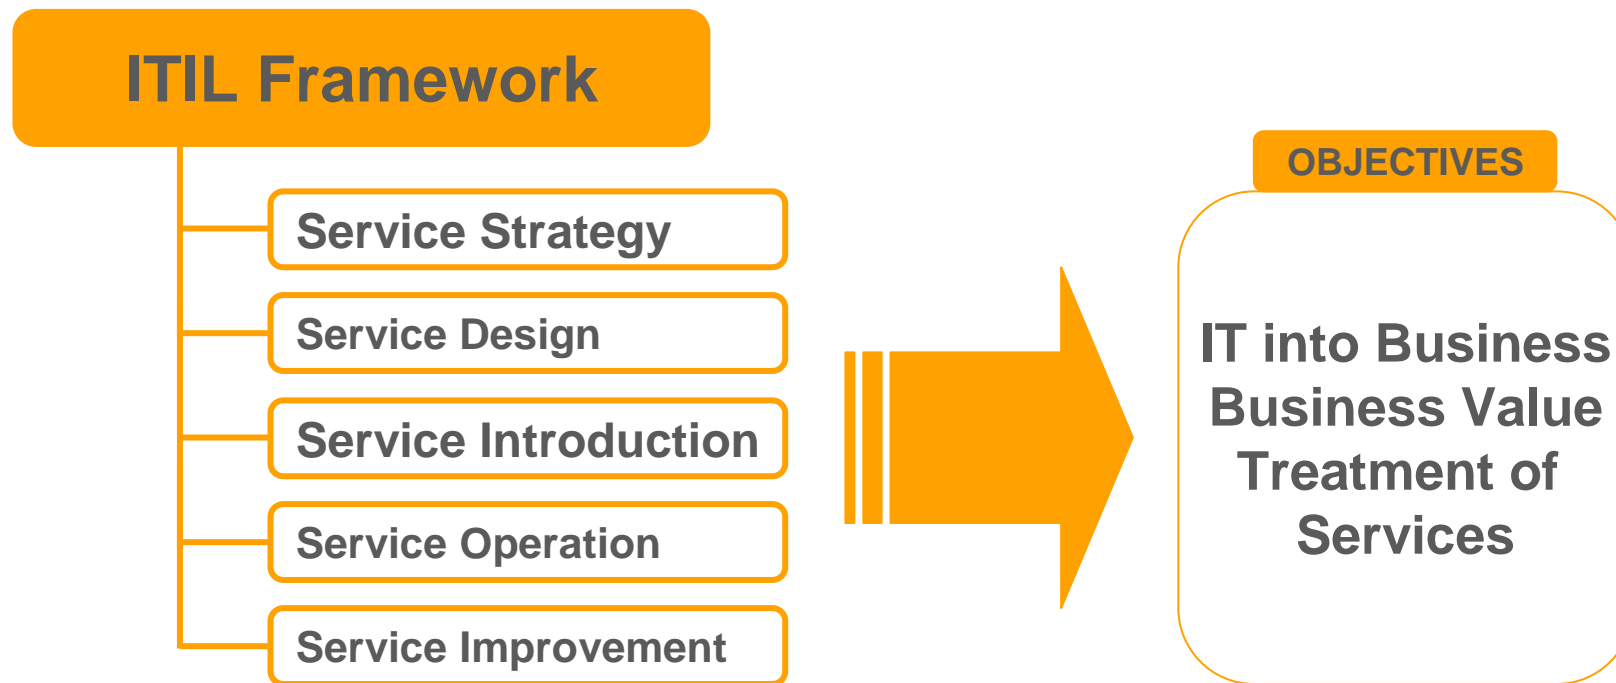 ITIL Framework
Service Strategy
Service Design
Service Introduction
Service Operation
Service Improvement
OBJECTIVES
IT into Business
Business Value
Treatment of
Services